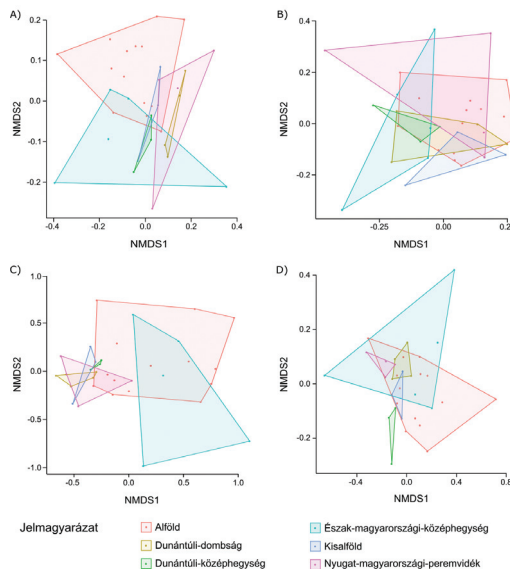 A)
B)
NMDS2
0.2
0.1
0.0
-0.1
-0.2
-0.4
-0.2
0.0
0.2
0.4
NMDS1
NMDS2
0.4
0.2
0.0
-0.2
-0.25
0.00
0.25
NMDS1
C)
D)
NMDS2
1.0
0.5
0.0
-0.5
-1.0
-0.5
0.0
0.5
1.0
NMDS1
NMDS2
0.4
0.2
0.0
-0.2
-0.4
0.0
0.4
0.8
NMDS1
Jelmagyarázat
Alföld
Dunántúli-dombság
Dunántúli-középhegység
Észak-magyarországi-középhegység
Kisalföld
Nyugat-magyarországi-peremvidék